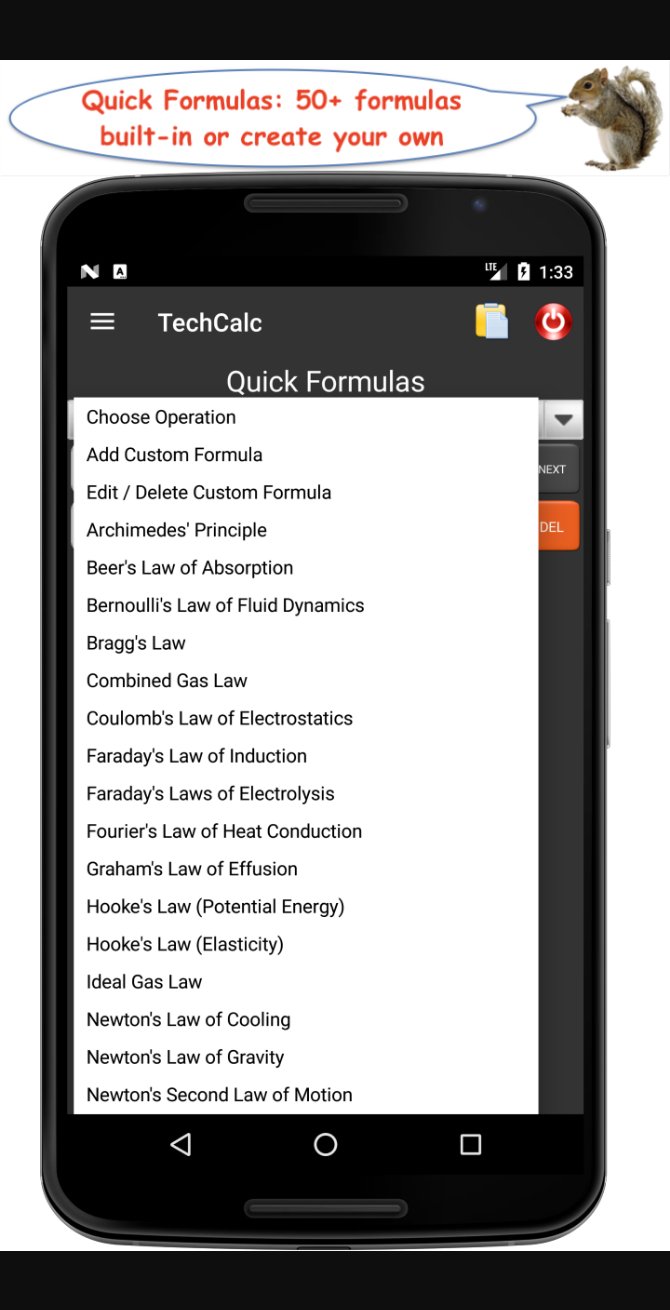 Quick Formulas: 50+ formulas
built-in or create your own
LTE 1:33
TechCalc
Quick Formulas
Choose Operation
Add Custom Formula
NEXT
Edit / Delete Custom Formula
Archimedes' Principle
DEL
Beer's Law of Absorption
Bernoulli's Law of Fluid Dynamics
Bragg's Law
Combined Gas Law
Coulomb's Law of Electrostatics
Faraday's Law of Induction
Faraday's Laws of Electrolysis
Fourier's Law of Heat Conduction
Graham's Law of Effusion
Hooke's Law (Potential Energy)
Hooke's Law (Elasticity)
Ideal Gas Law
Newton's Law of Cooling
Newton's Law of Gravity
Newton's Second Law of Motion